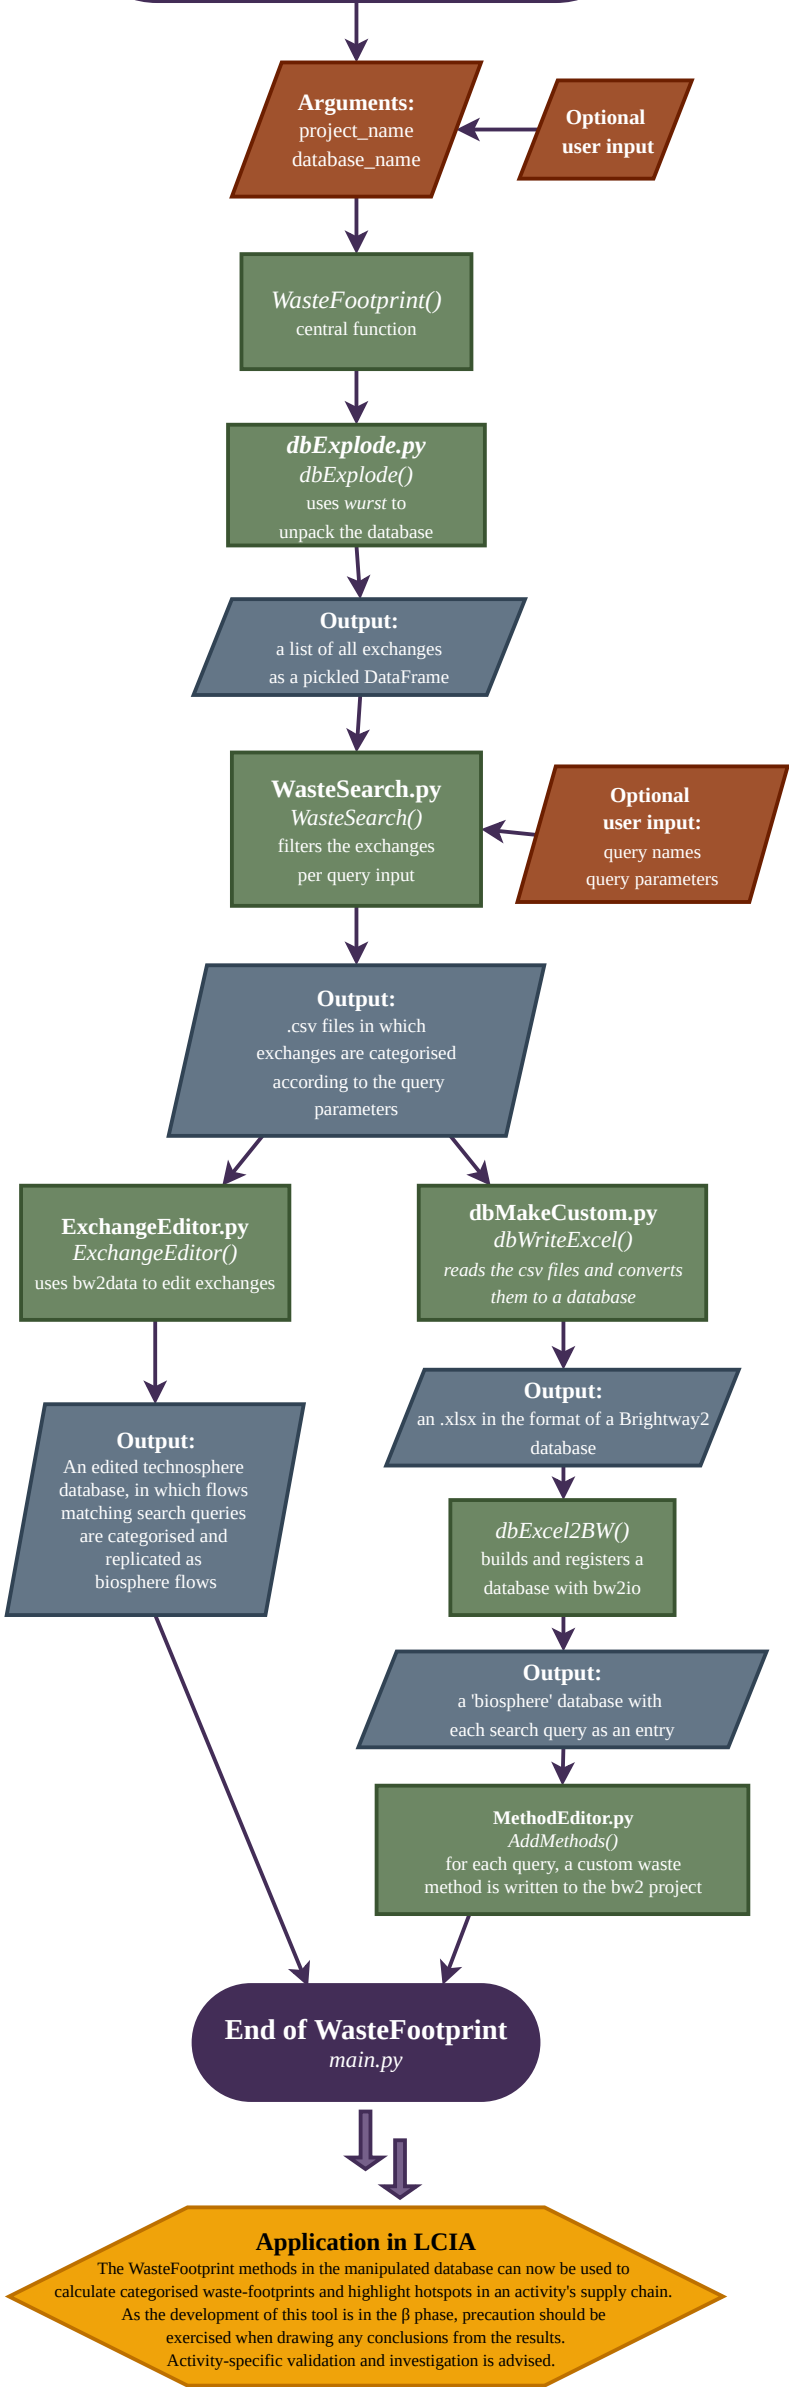 Arguments:
project_name
database_name
Optional
user input
WasteFootprint()
central function
dbExplode.py
dbExplode()
uses wurst to
unpack the database
Output:
a list of all exchanges
as a pickled DataFrame
WasteSearch.py
WasteSearch()
filters the exchanges
per query input
Optional
user input:
query names
query parameters
Output:
.csv files in which
exchanges are categorised
according to the query
parameters
ExchangeEditor.py
ExchangeEditor()
uses bw2data to edit exchanges
dbMakeCustom.py
dbWriteExcel()
reads the csv files and converts
them to a database
Output:
An edited technosphere
database, in which flows
matching search queries
are categorised and
replicated as
biosphere flows
Output:
an .xlsx in the format of a Brightway2
database
dbExcel2BW()
builds and registers a
database with bw2io
Output:
a 'biosphere' database with
each search query as an entry
MethodEditor.py
AddMethods()
for each query, a custom waste
method is written to the bw2 project
End of WasteFootprint
main.py
Application in LCIA
The WasteFootprint methods in the manipulated database can now be used to
calculate categorised waste-footprints and highlight hotspots in an activity's supply chain.
As the development of this tool is in the β phase, precaution should be
exercised when drawing any conclusions from the results.
Activity-specific validation and investigation is advised.